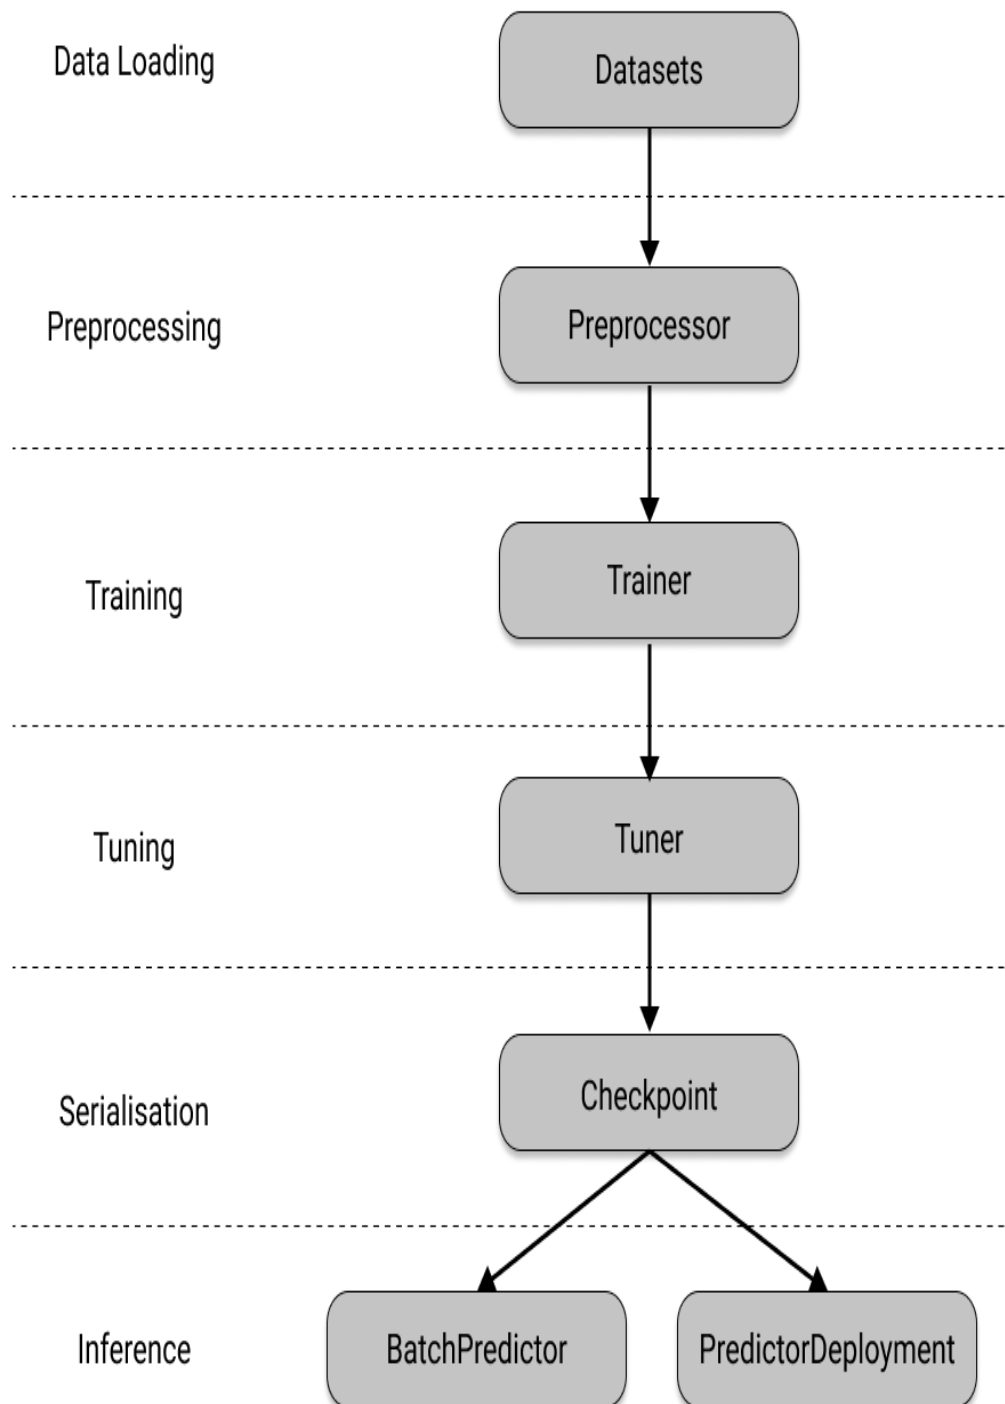 Data Loading
Datasets
Preprocessing
Preprocessor
Training
Trainer
Tuning
Tuner
Serialisation
Checkpoint
Inference
BatchPredictor
PredictorDeployment